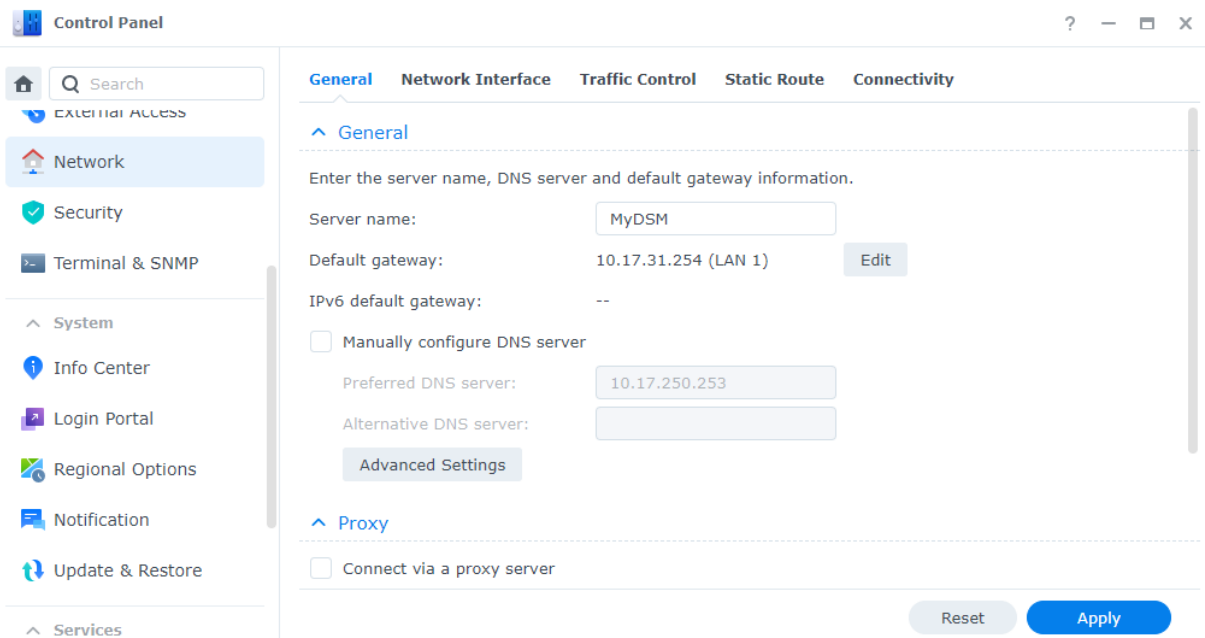 Control Panel
?
Search
External Access
Network
Security
Terminal & SNMP
System
Info Center
Login Portal
Regional Options
Notification
Update & Restore
Services
General Network Interface Traffic Control Static Route Connectivity
General
Enter the server name, DNS server and default gateway information.
Server name: MyDSM
Default gateway: 10.17.31.254 (LAN 1) Edit
IPv6 default gateway: --
Manually configure DNS server
Preferred DNS server: 10.17.250.253
Alternative DNS server:
Advanced Settings
Proxy
Connect via a proxy server
Reset Apply